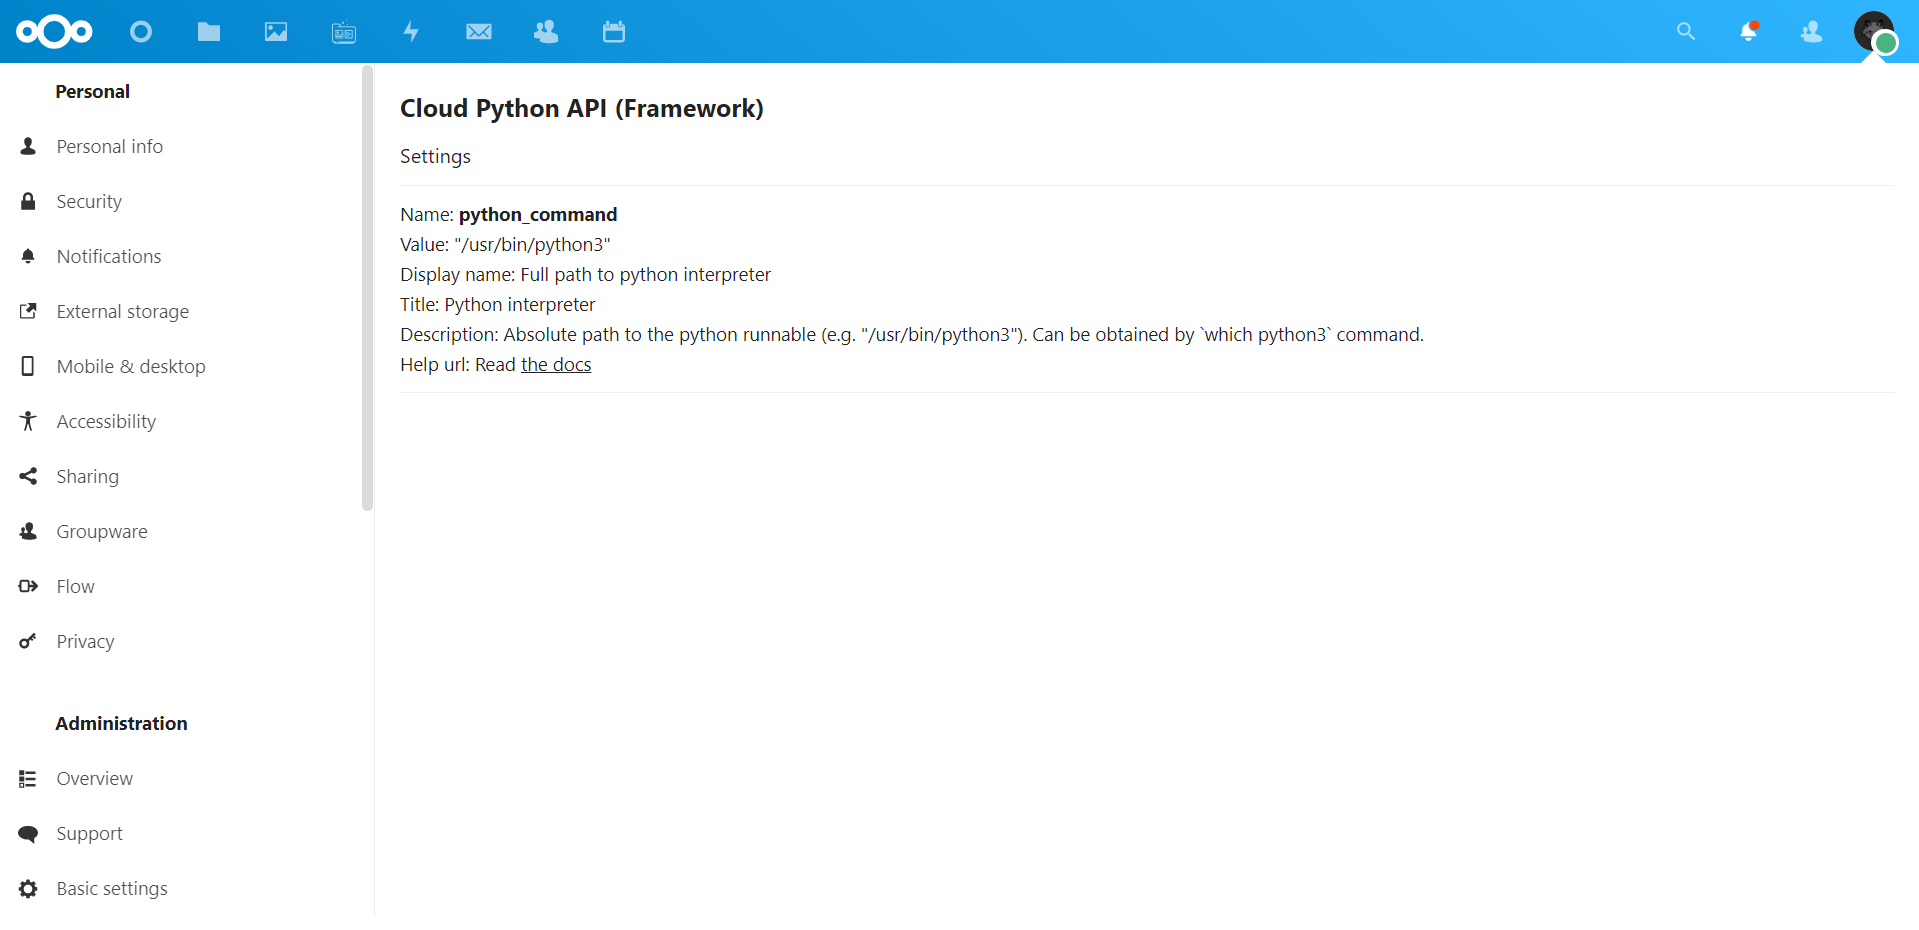 Personal
Personal info
Security
Notifications
External storage
Mobile & desktop
Accessibility
Sharing
Groupware
Flow
Privacy
Administration
Overview
Support
Basic settings
Cloud Python API (Framework)
Settings
Name: python_command
Value: "/usr/bin/python3"
Display name: Full path to python interpreter
Title: Python interpreter
Description: Absolute path to the python runnable (e.g. "/usr/bin/python3"). Can be obtained by `which python3` command.
Help url: Read the docs